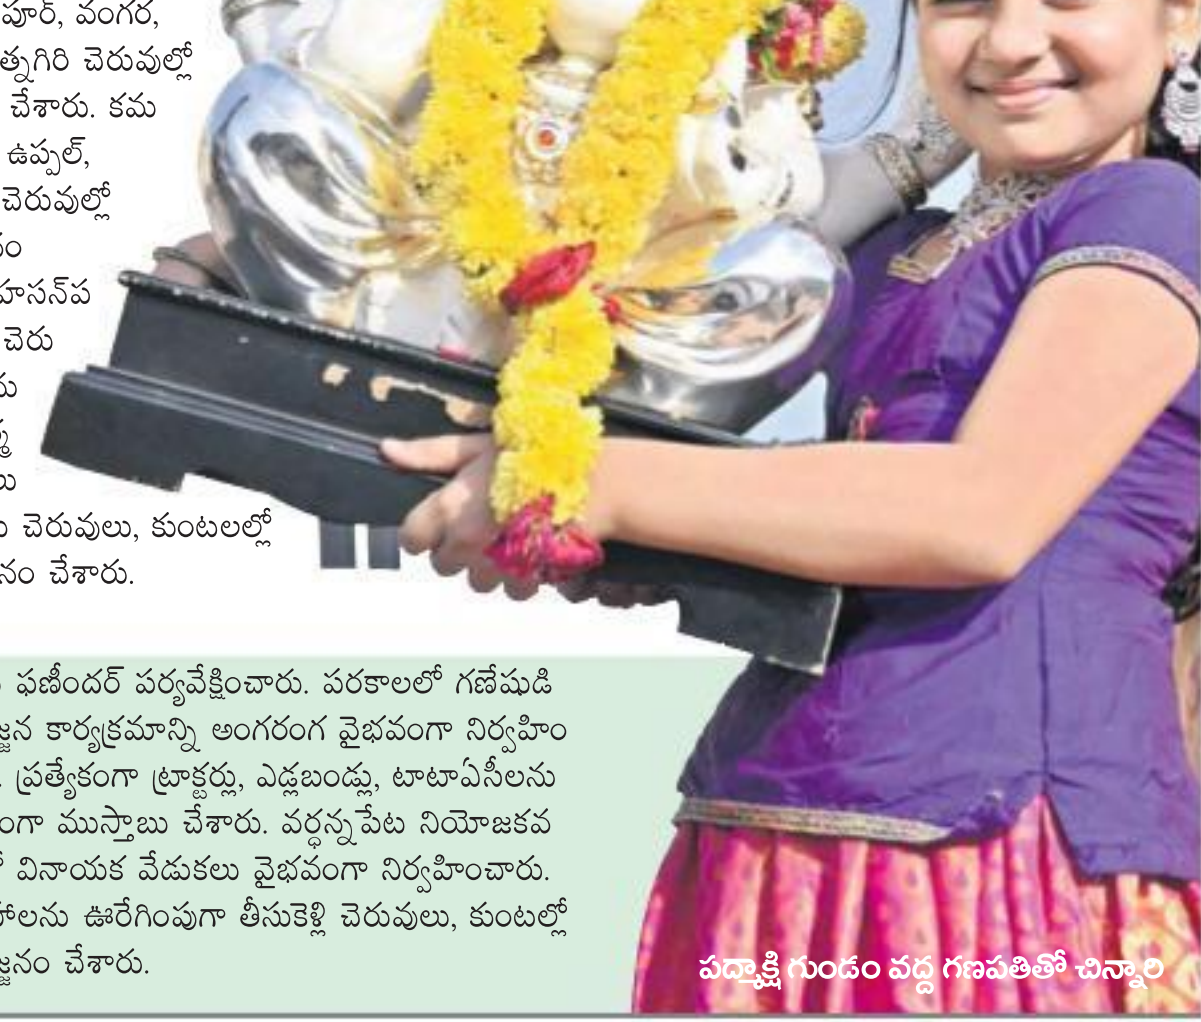 పూర్, వంగర,
త్నగిరి చెరువుల్లో
చేశారు. కమ
ఉప్పల్,
చెరువుల్లో
నం
హసన్‌ప
చెరు
లు
చెరువులు, కుంటలల్లో
నం చేశారు.
ఫణీందర్ పర్యవేక్షించారు. పరకాలలో గణేషుడి
జ్జన కార్యక్రమాన్ని అంగరంగ వైభవంగా నిర్వహిం
ప్రత్యేకంగా ట్రాక్టర్లు, ఎడ్లబండ్లు, టాటాఏసీలను
ంగా ముస్తాబు చేశారు. వర్ధన్నపేట నియోజకవ
వినాయక వేడుకలు వైభవంగా నిర్వహించారు.
హాలను ఊరేగింపుగా తీసుకెళ్లి చెరువులు, కుంటల్లో
జ్జనం చేశారు.
పద్మాక్షి గుండం వద్ద గణపతితో చిన్నారి